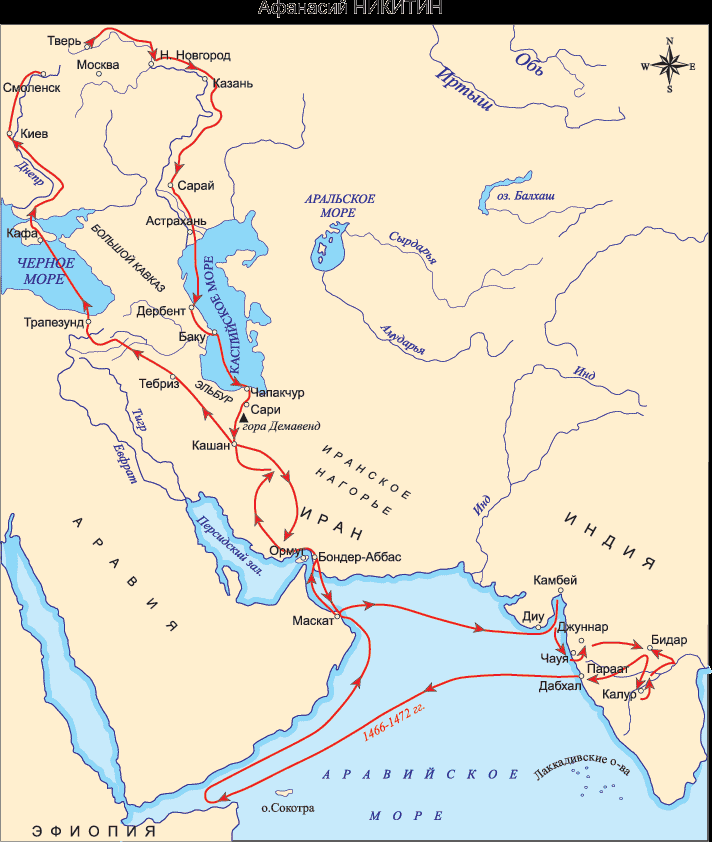 Афанасий НИКИТИН
Тверь
Н. Новгород
Москва
Смоленск
Казань
Обь
Иртыш
N
W E
S
Киев
Днепр
Сарай
АРАЛЬСКОЕ
МОРЕ
оз. Балхаш
Астрахань
Кафа
БОЛЬШОЙ КАВКАЗ
Сырдарья
ЧЕРНОЕ
МОРЕ
КАСПИЙСКОЕ МОРЕ
Дербент
Трапезунд
Баку
Амударья
Тебриз
ЭЛЬБУР
Чапакчур
Инд
Сари
гора Демавенд
Тигр
Евфрат
Кашан
ИРАНСКОЕ
НАГОРЬЕ
Инд
ИРАН
ИНДИЯ
АРАВИЯ
Персидский зал.
Ормуз
Бондер-Аббас
Камбей
Маскат
Диу
Джуннар
Бидар
Чауя
Параат
Дабхал
Калур
1466-1472 гг.
АРАВИЙСКОЕ
МОРЕ
Лаккадивские о-ва
о.Сокотра
ЭФИОПИЯ